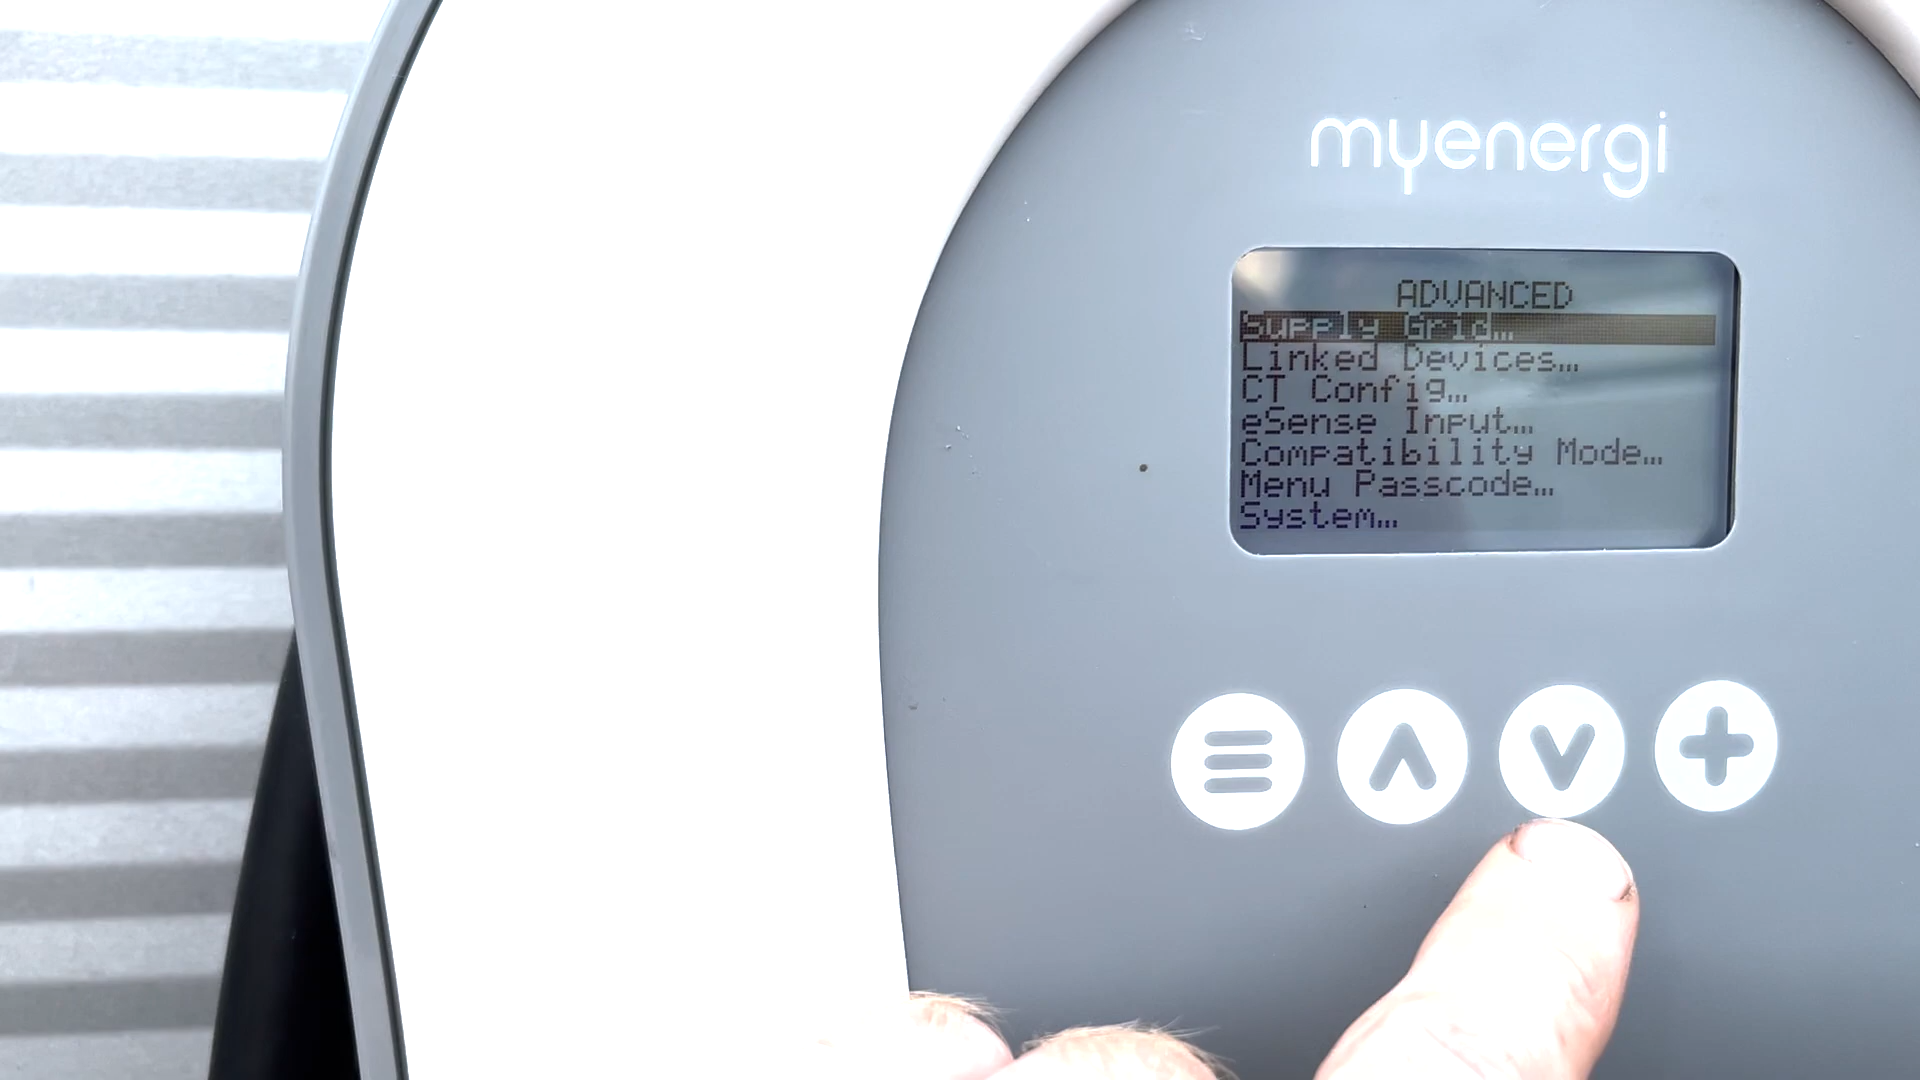 myenergi
ADVANCED
Supply Grid...
Linked Devices...
CT Config...
eSense Input...
Compatibility Mode...
Menu Passcode...
System...